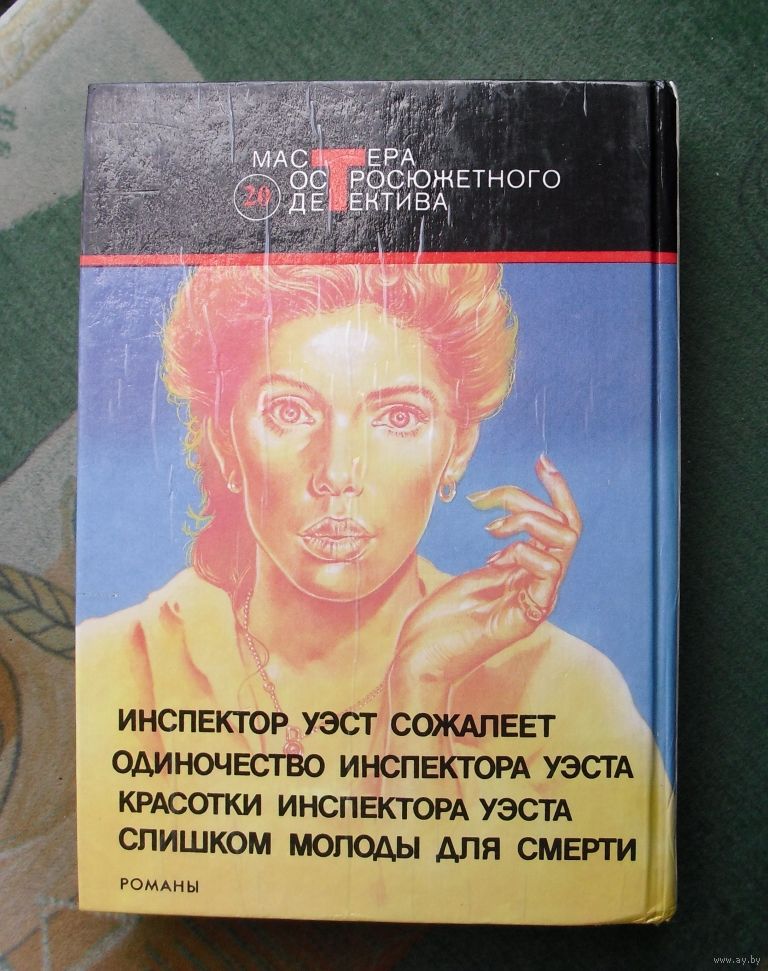 МАСТЕРА
ОСТРОСЮЖЕТНОГО
20 ДЕТЕКТИВА
ИНСПЕКТОР УЭСТ СОЖАЛЕЕТ
ОДИНОЧЕСТВО ИНСПЕКТОРА УЭСТА
КРАСОТКИ ИНСПЕКТОРА УЭСТА
СЛИШКОМ МОЛОДЫ ДЛЯ СМЕРТИ
РОМАНЫ
www.ay.by